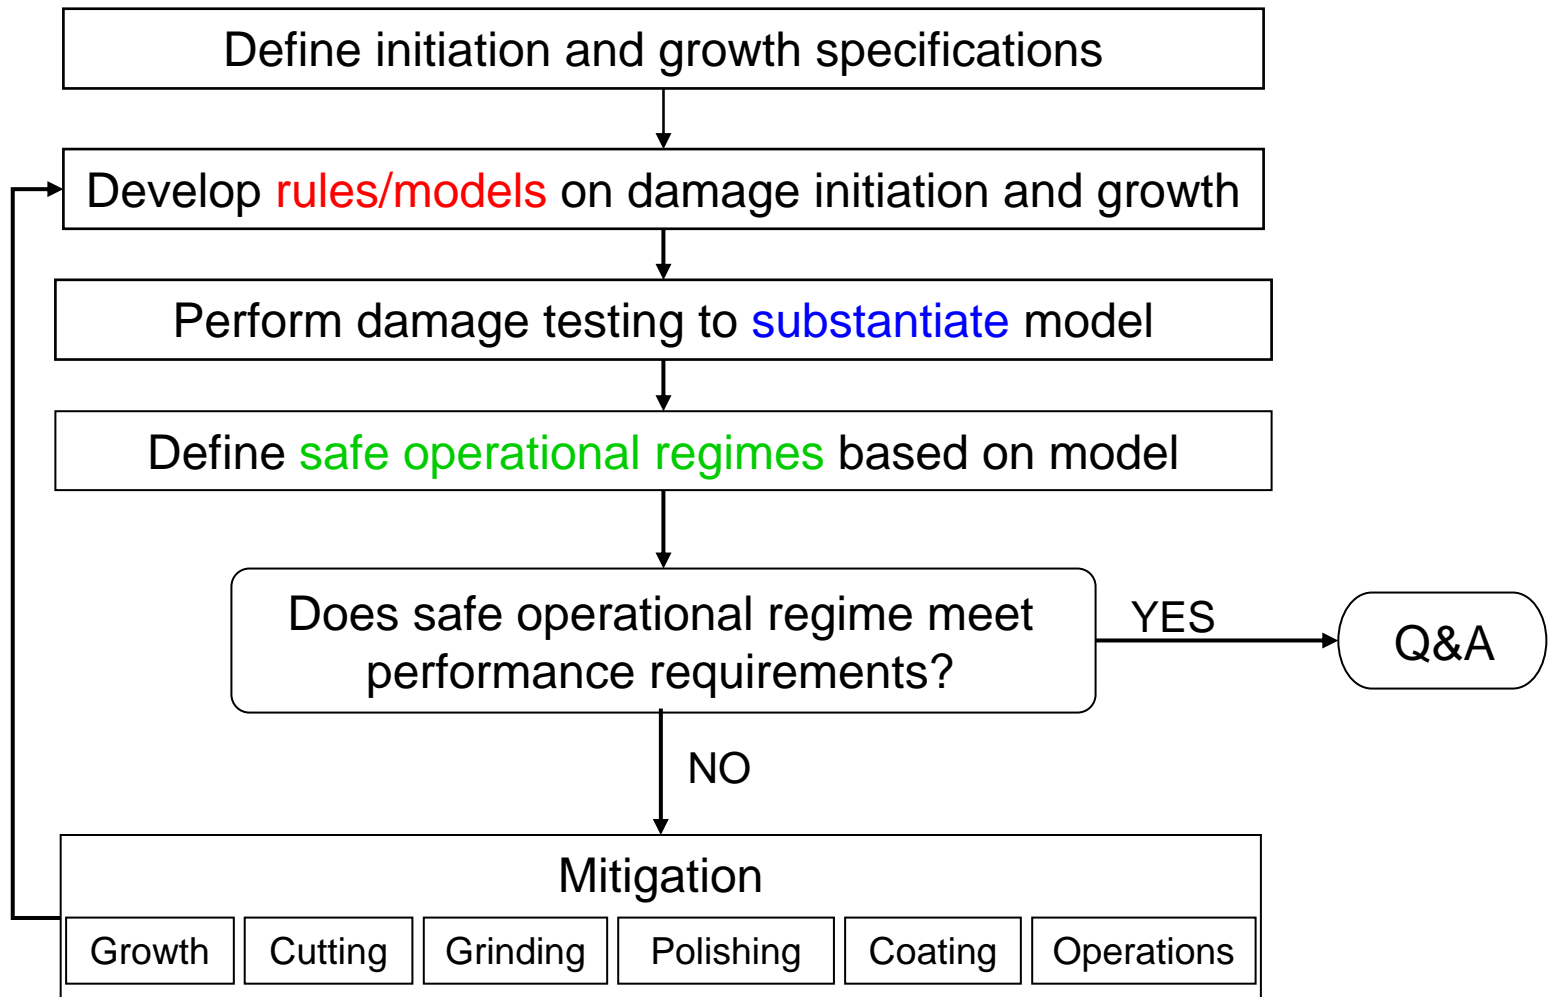 Define initiation and growth specifications
Develop rules/models on damage initiation and growth
Perform damage testing to substantiate model
Define safe operational regimes based on model
Does safe operational regime meet
performance requirements?
YES
Q&A
NO
Mitigation
Growth
Cutting
Grinding
Polishing
Coating
Operations